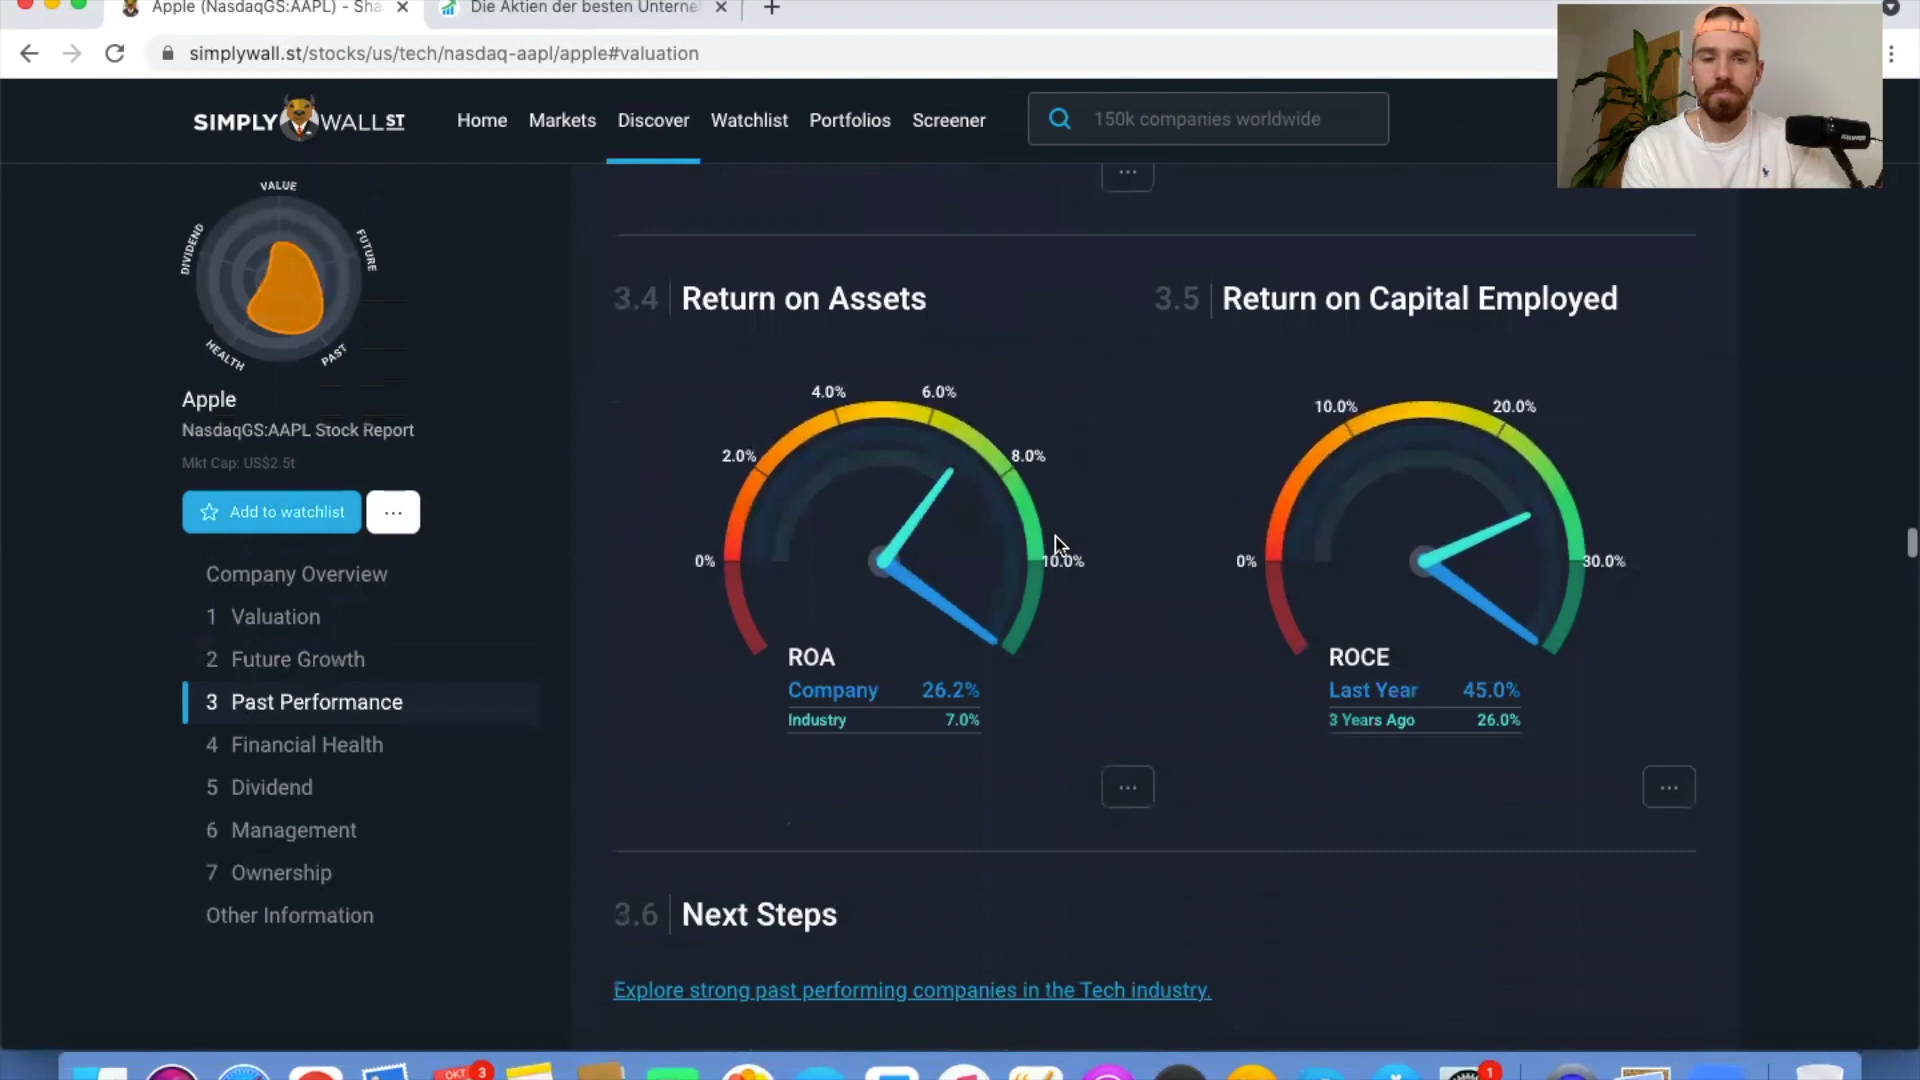 Apple (NasdaqGS:AAPL) - Sha
Die Aktien der besten Unterne
simplywall.st/stocks/us/tech/nasdaq-aapl/apple#valuation
SIMPLY WALL ST
Home
Markets
Discover
Watchlist
Portfolios
Screener
150k companies worldwide
VALUE
FUTURE
PAST
HEALTH
DIVIDEND
Apple
NasdaqGS:AAPL Stock Report
Mkt Cap: US$2.5t
Add to watchlist
...
Company Overview
1 Valuation
2 Future Growth
3 Past Performance
4 Financial Health
5 Dividend
6 Management
7 Ownership
Other Information
...
3.4 Return on Assets
0%
2.0%
4.0%
6.0%
8.0%
10.0%
ROA
Company 26.2%
Industry 7.0%
...
3.5 Return on Capital Employed
0%
10.0%
20.0%
30.0%
ROCE
Last Year 45.0%
3 Years Ago 26.0%
...
3.6 Next Steps
Explore strong past performing companies in the Tech industry.
OKT
3
1